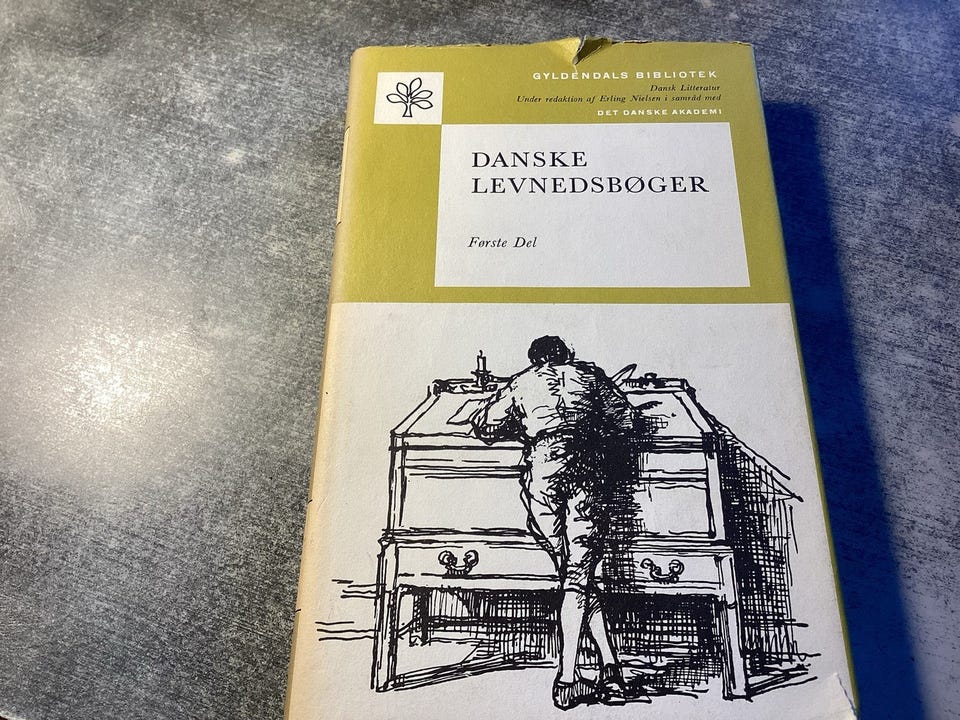 GYLDENDALS BIBLIOTEK
Dansk Litteratur
Under redaktion af Erling Nielsen i samråd med
DET DANSKE AKADEMI
DANSKE
LEVNEDSBØGER
Første Del